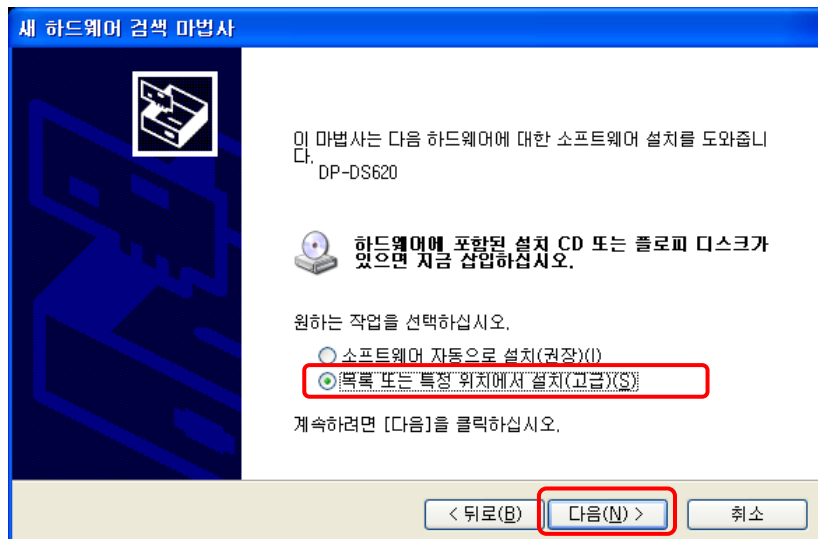 새 하드웨어 검색 마법사
이 마법사는 다음 하드웨어에 대한 소프트웨어 설치를 도와줍니
다.
DP-DS620
하드웨어에 포함된 설치 CD 또는 플로피 디스크가
있으면 지금 삽입하십시오.
원하는 작업을 선택하십시오.
소프트웨어 자동으로 설치(권장)(I)
목록 또는 특정 위치에서 설치(고급)(S)
계속하려면 [다음]을 클릭하십시오.
< 뒤로(B) 다음(N) > 취소